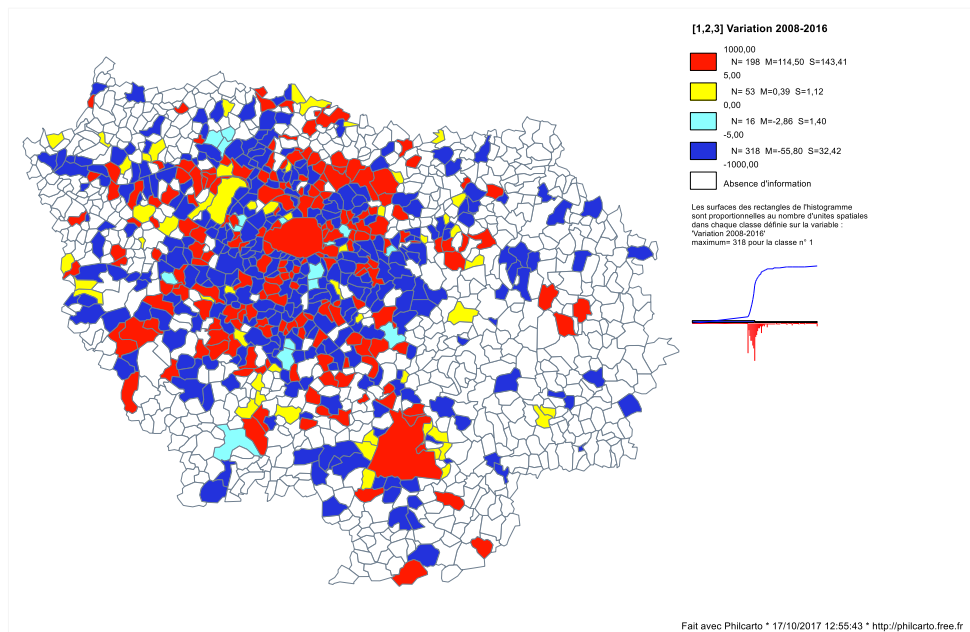 [1,2,3] Variation 2008-2016
1000,00
N= 198 M=114,50 S=143,41
5,00
N= 53 M=0,39 S=1,12
0,00
N= 16 M=-2,86 S=1,40
-5,00
N= 318 M=-55,80 S=32,42
-1000,00
Absence d'information
Les surfaces des rectangles de l'histogramme
sont proportionnelles au nombre d'unites spatiales
dans chaque classe définie sur la variable :
'Variation 2008-2016'
maximum= 318 pour la classe n° 1
Fait avec Philcarto * 17/10/2017 12:55:43 * http://philcarto.free.fr